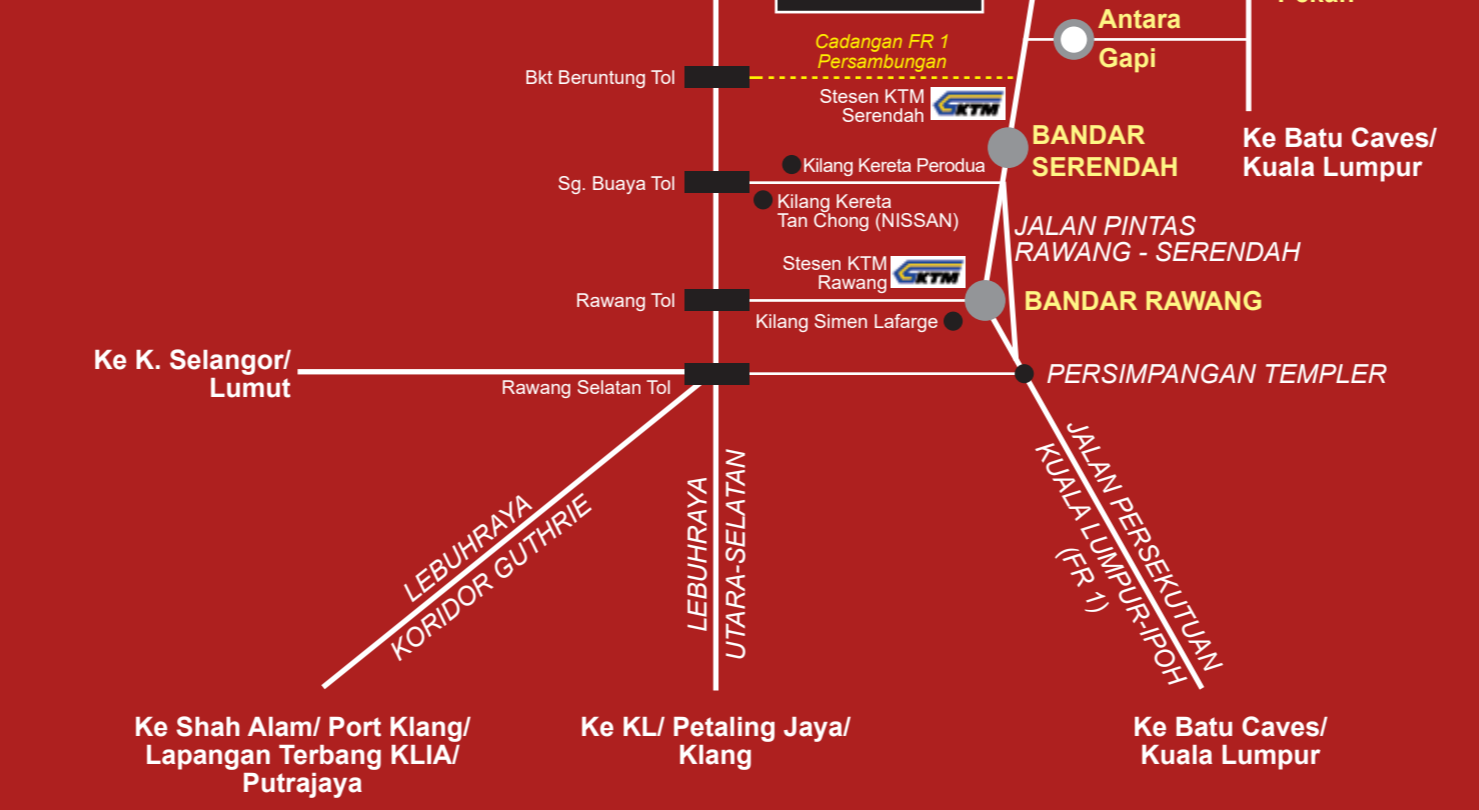 Pekan
Antara
Gapi
Cadangan FR 1
Persambungan
Bkt Beruntung Tol
Stesen KTM
Serendah
KTM
BANDAR
SERENDAH
Ke Batu Caves/
Kuala Lumpur
Kilang Kereta Perodua
Sg. Buaya Tol
Kilang Kereta
Tan Chong (NISSAN)
JALAN PINTAS
RAWANG - SERENDAH
Stesen KTM
Rawang
KTM
Rawang Tol
BANDAR RAWANG
Kilang Simen Lafarge
Ke K. Selangor/
Lumut
Rawang Selatan Tol
PERSIMPANGAN TEMPLER
LEBUHRAYA
KORIDOR GUTHRIE
LEBUHRAYA
UTARA-SELATAN
JALAN PERSEKUTUAN
KUALA LUMPUR-IPOH
(FR 1)
Ke Shah Alam/ Port Klang/
Lapangan Terbang KLIA/
Putrajaya
Ke KL/ Petaling Jaya/
Klang
Ke Batu Caves/
Kuala Lumpur